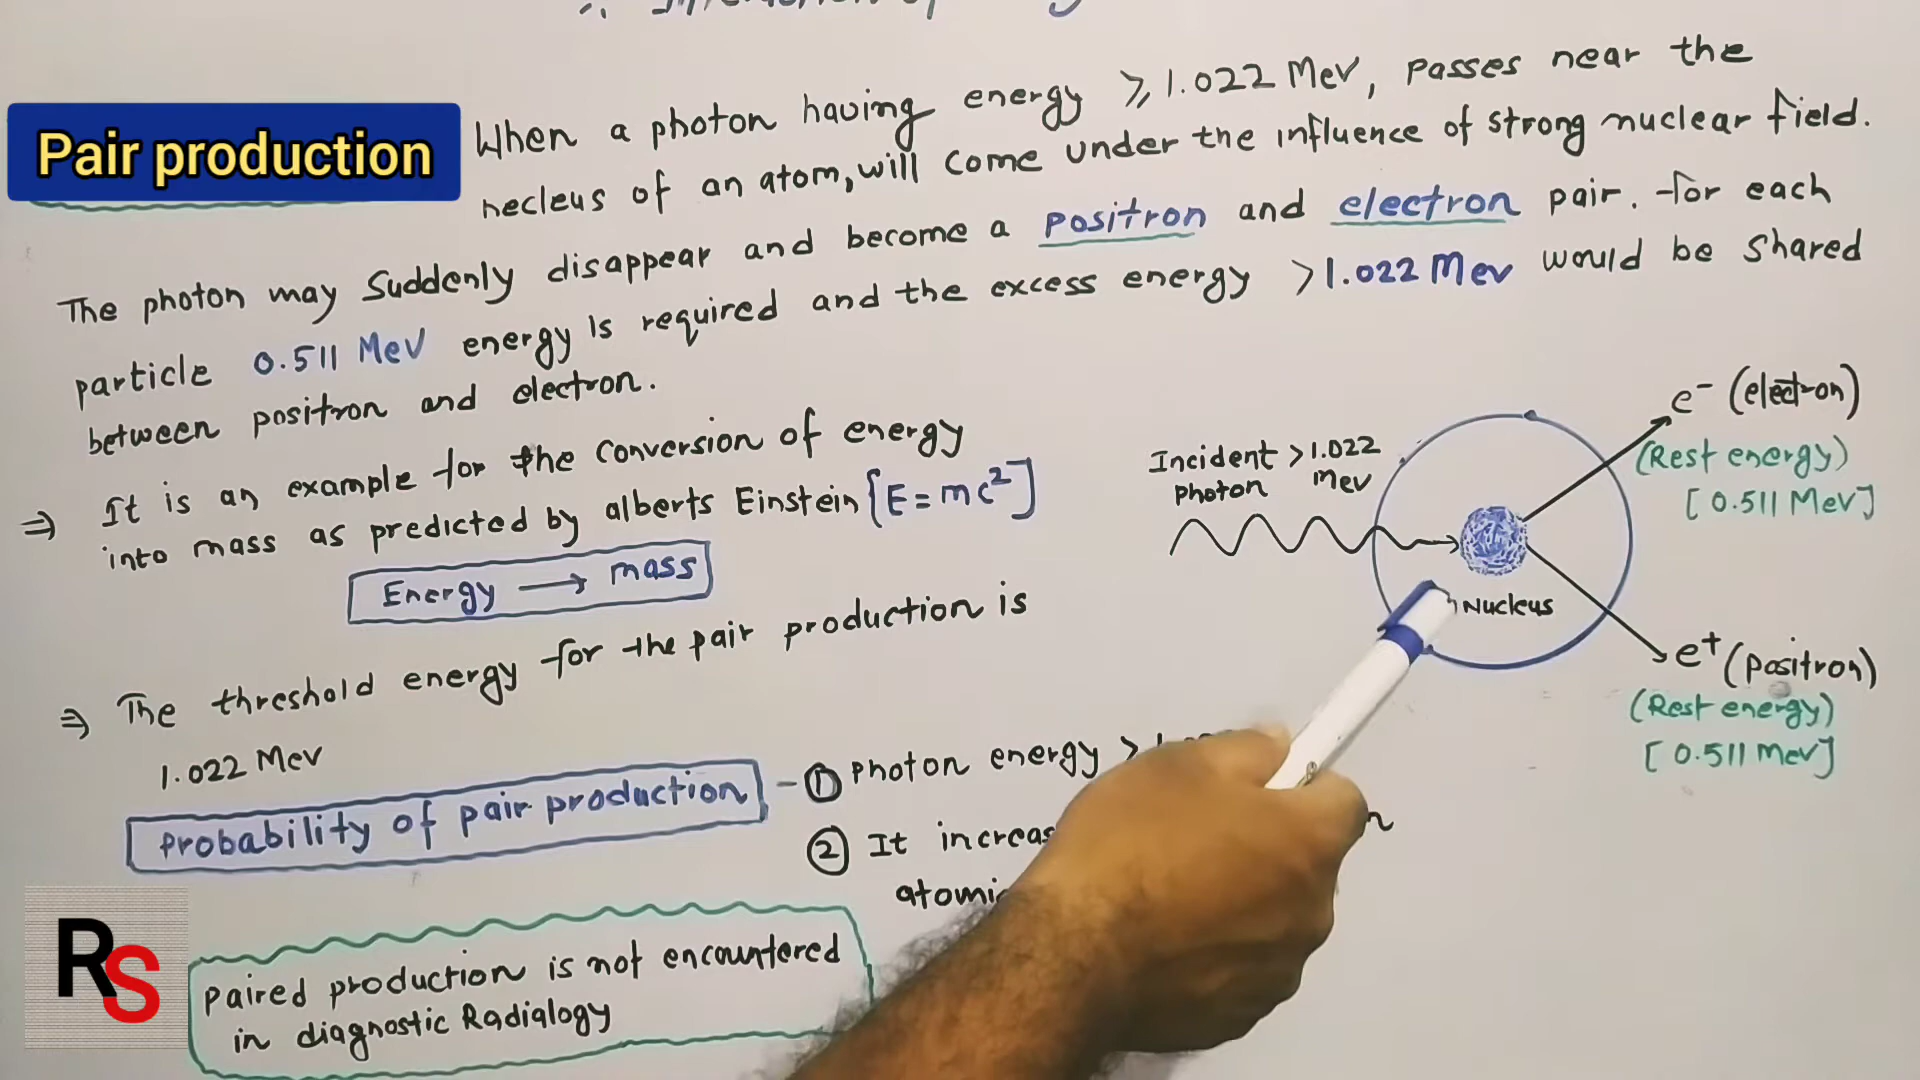 Pair production
When a photon having energy ⩾ 1.022 MeV, passes near the
necleus of an atom, will come under the influence of strong nuclear field.
The photon may suddenly disappear and become a positron and electron pair. for each
particle 0.511 MeV energy is required and the excess energy > 1.022 Mev would be shared
between positron and electron.
⇒ It is an example for the conversion of energy
into mass as predicted by alberts Einstein [E = mc²]
Energy → mass
⇒ The threshold energy for the pair production is
1.022 Mev
Probability of pair production - ① photon energy >
② It increas
atomi
paired production is not encountered
in diagnostic Radialogy
Incident > 1.022
photon mev
Nucleus
e⁻ (electron)
(Rest energy)
[0.511 MeV]
e⁺ (positron)
(Rest energy)
[0.511 mev]
RS